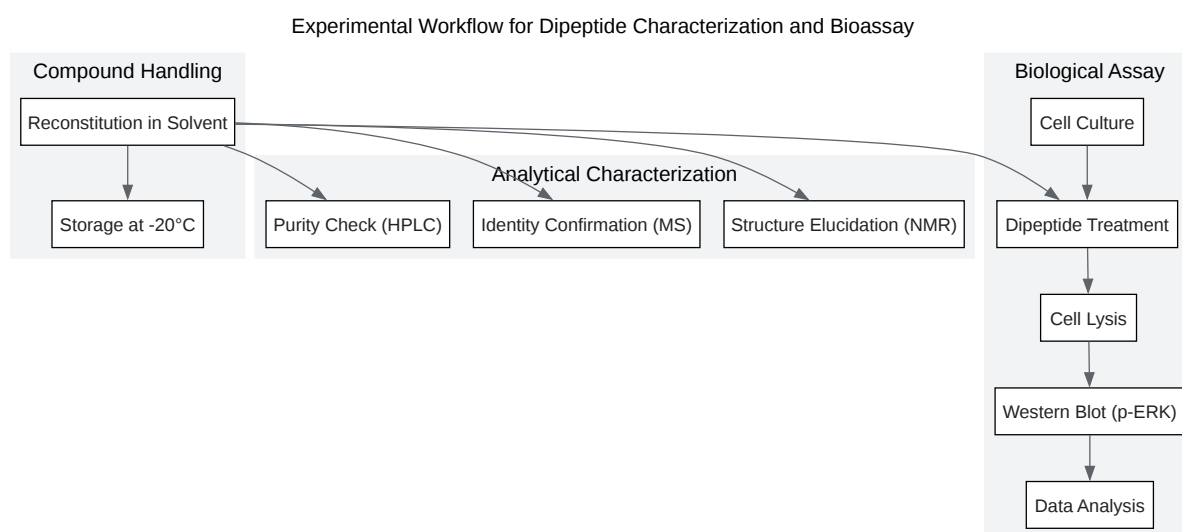 Experimental Workflow for Dipeptide Characterization and Bioassay
Compound Handling
Reconstitution in Solvent
Storage at -20°C
Analytical Characterization
Purity Check (HPLC)
Identity Confirmation (MS)
Structure Elucidation (NMR)
Biological Assay
Cell Culture
Dipeptide Treatment
Cell Lysis
Western Blot (p-ERK)
Data Analysis